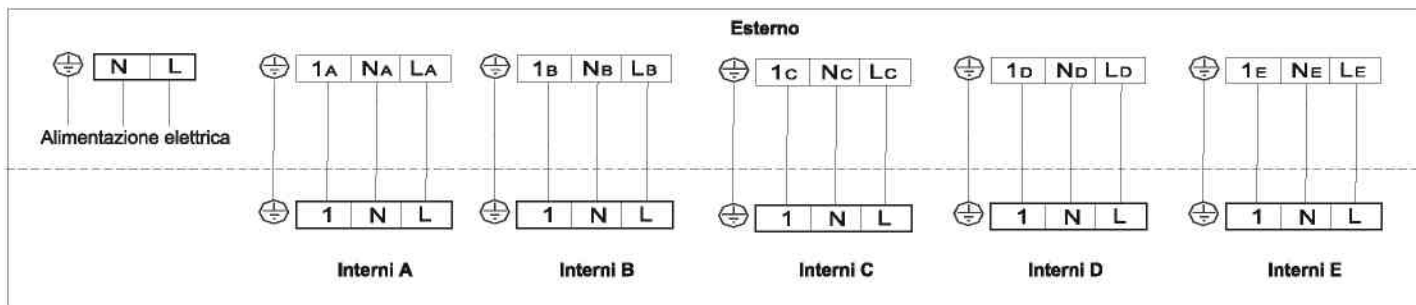 Esterno
N L 1A NA LA 1B NB LB 1C NC LC 1D ND LD 1E NE LE
Alimentazione elettrica
1 N L 1 N L 1 N L 1 N L 1 N L
Interni A Interni B Interni C Interni D Interni E